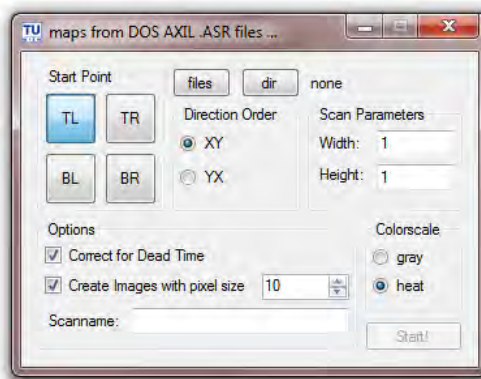 TU maps from DOS AXIL .ASR files ...
Start Point files dir none
TL TR Direction Order Scan Parameters
XY Width: 1
BL BR YX Height: 1
Options Colorscale
Correct for Dead Time gray
Create Images with pixel size 10 heat
Scanname: Start!